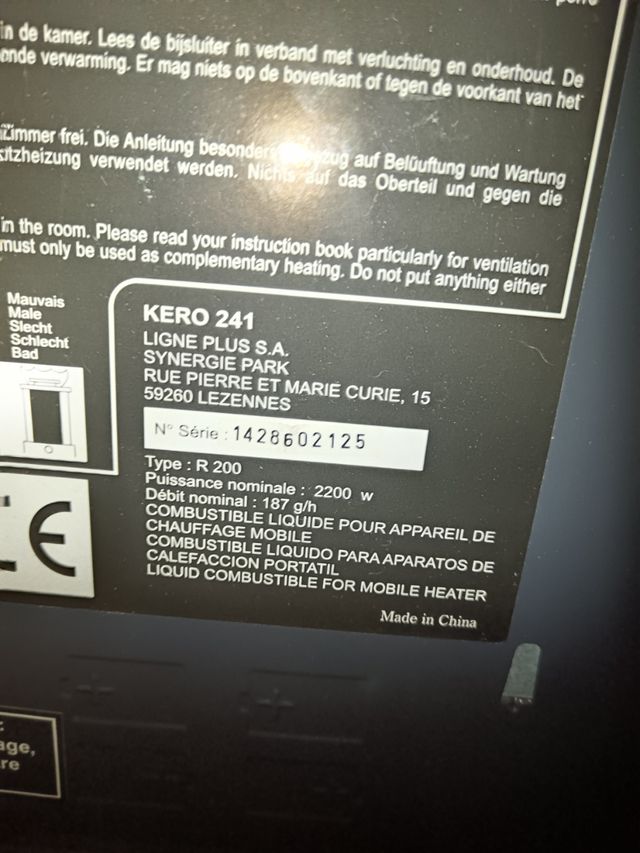 in de kamer. Lees de bijsluiter in verband met verluchting en onderhoud. De
onde verwarming. Er mag niets op de bovenkant of tegen de voorkant van het
Zimmer frei. Die Anleitung besonders auf Belüuftung und Wartung
sitzheizung verwendet werden. Nichts auf das Oberteil und gegen die
in the room. Please read your instruction book particularly for ventilation
must only be used as complementary heating. Do not put anything either
Mauvais
Male
Slecht
Schlecht
Bad
KERO 241
LIGNE PLUS S.A.
SYNERGIE PARK
RUE PIERRE ET MARIE CURIE, 15
59260 LEZENNES
N° Série : 1428602125
Type : R 200
Puissance nominale : 2200 w
Débit nominal : 187 g/h
COMBUSTIBLE LIQUIDE POUR APPAREIL DE
CHAUFFAGE MOBILE
COMBUSTIBLE LIQUIDO PARA APARATOS DE
CALEFACCION PORTATIL
LIQUID COMBUSTIBLE FOR MOBILE HEATER
CE
Made in China
age,
re